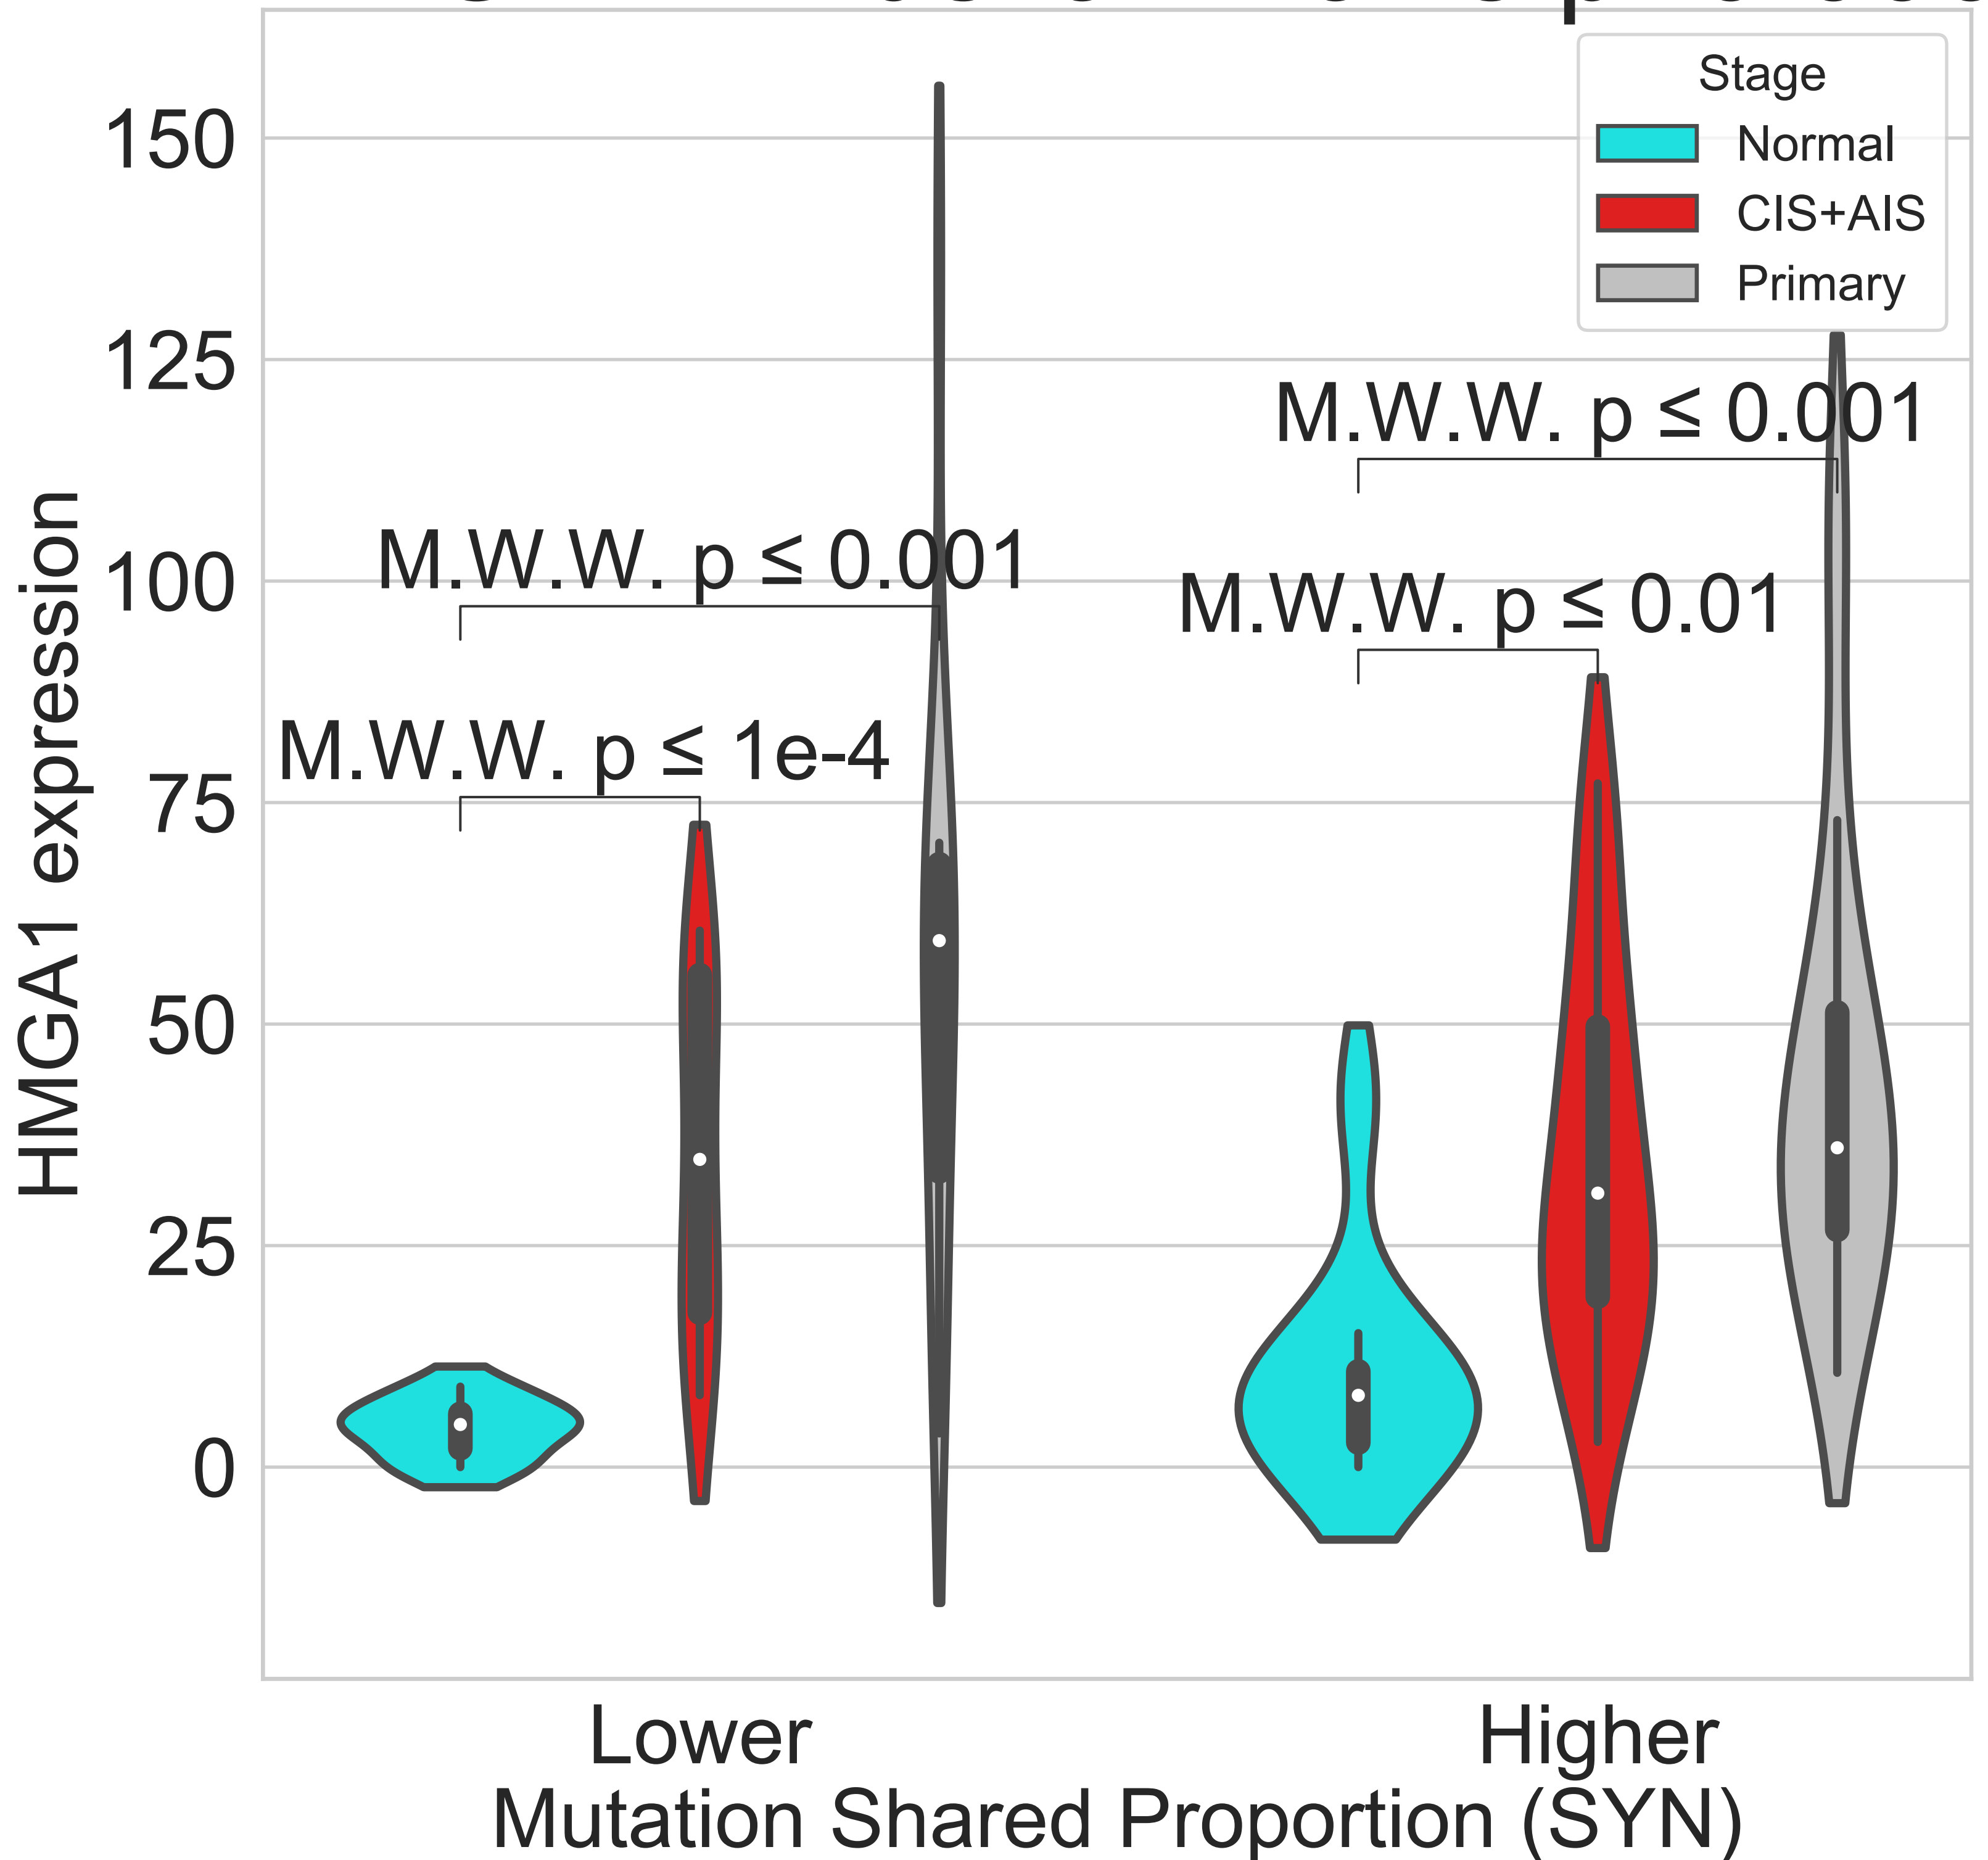 Stage
Normal
CIS+AIS
Primary
150
125
100
75
50
25
0
HMGA1 expression
M.W.W. p ≤ 0.001
M.W.W. p ≤ 0.001
M.W.W. p ≤ 0.01
M.W.W. p ≤ 1e-4
Lower
Higher
Mutation Shared Proportion (SYN)